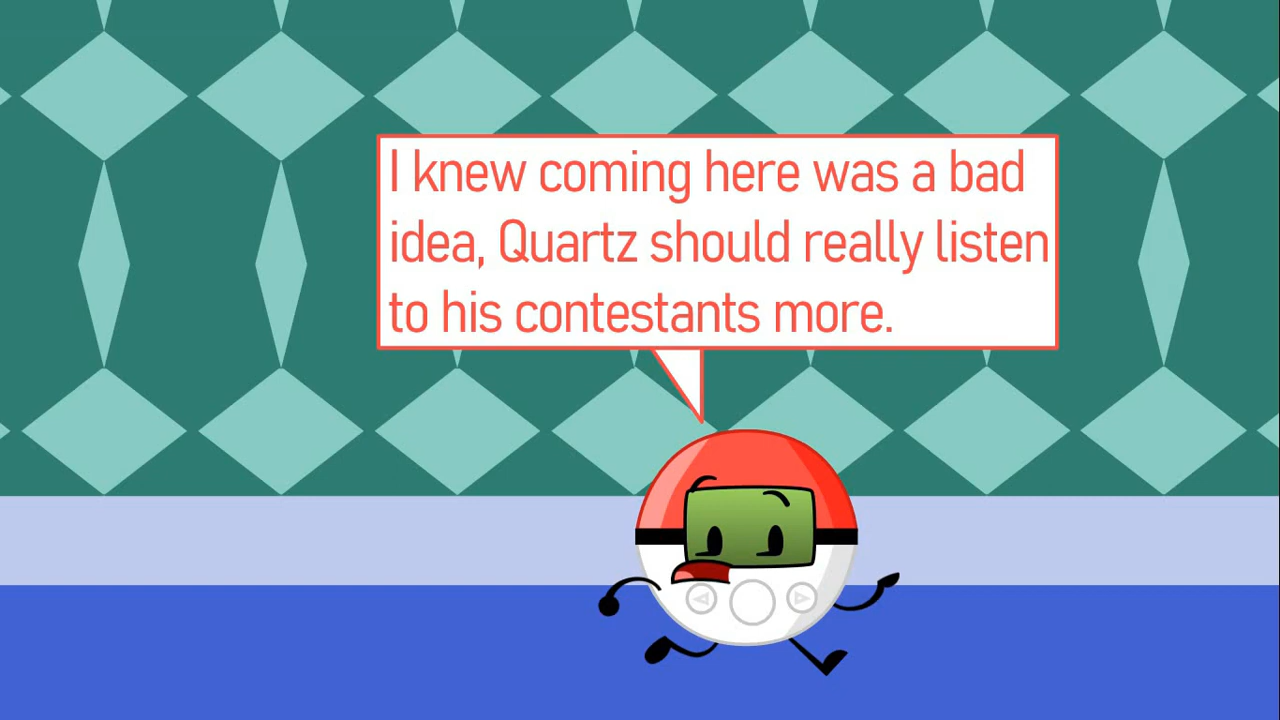 I knew coming here was a bad
idea, Quartz should really listen
to his contestants more.